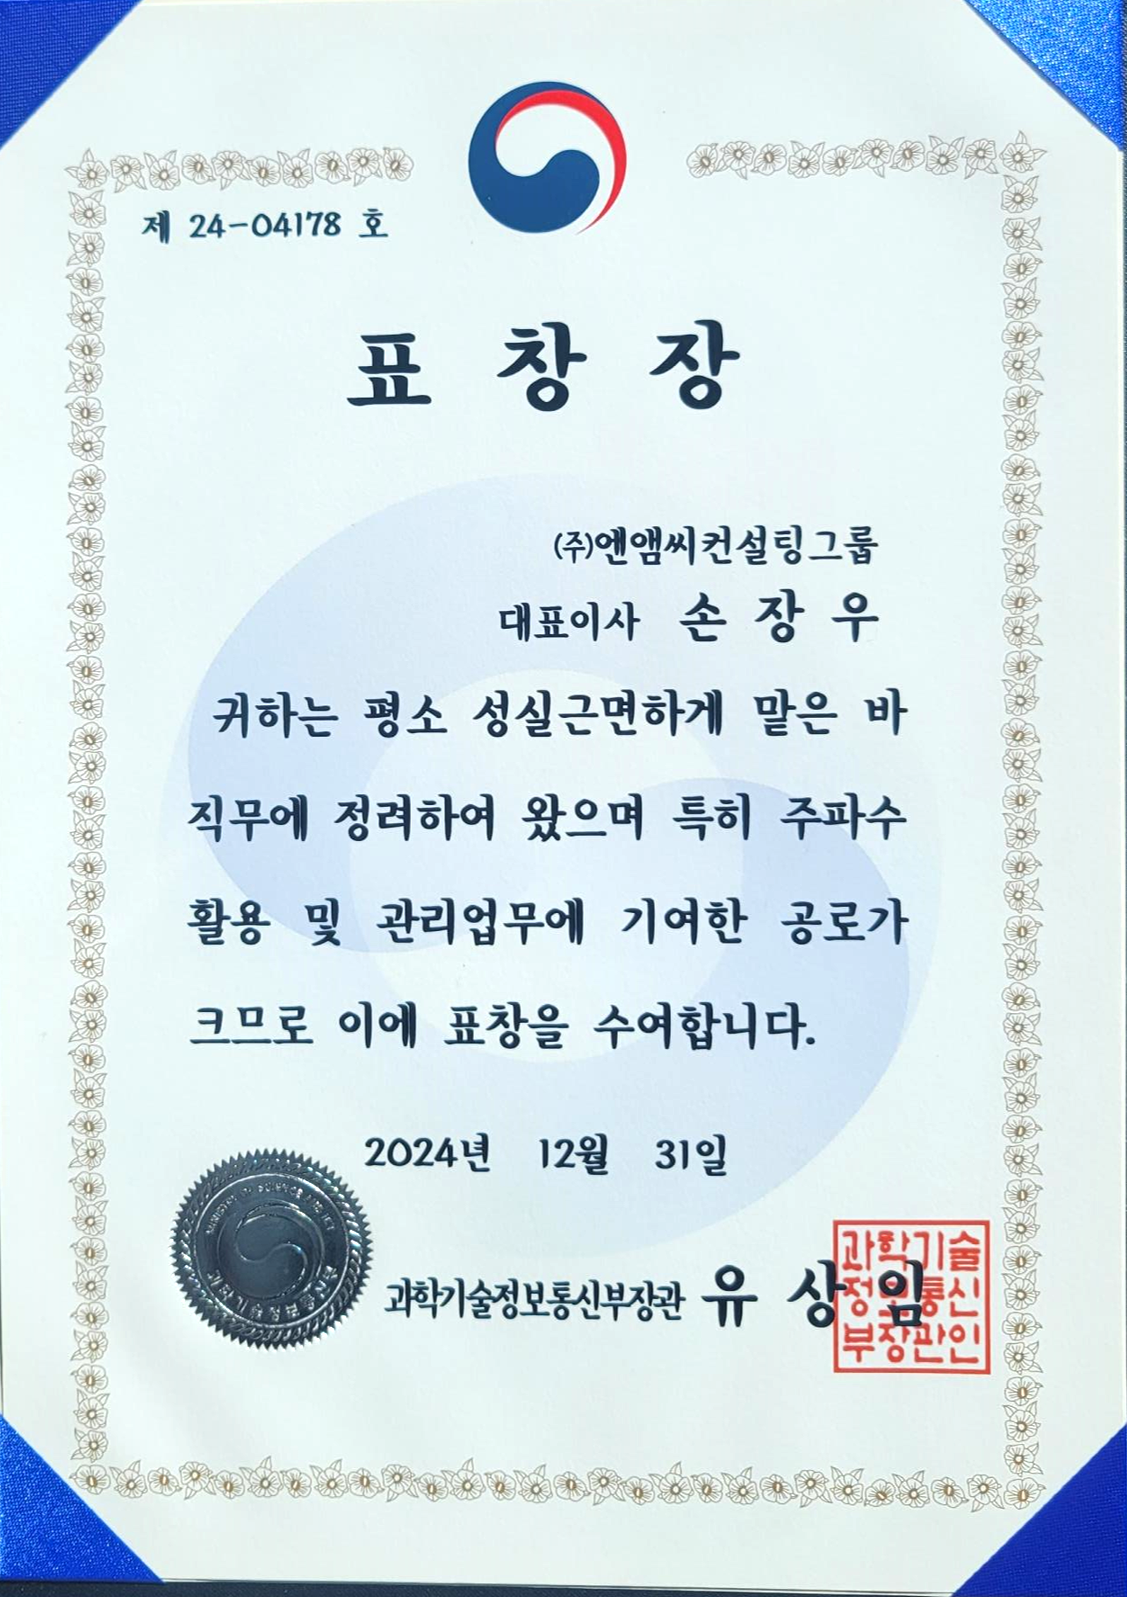 제 24-04178 호
표 창 장
(주)엔앰씨컨설팅그룹
대표이사 손 장 우
귀하는 평소 성실근면하게 맡은 바
직무에 정려하여 왔으며 특히 주파수
활용 및 관리업무에 기여한 공로가
크므로 이에 표창을 수여합니다.
2024년 12월 31일
MINISTRY OF SCIENCE AND ICT
과학기술정보통신부장관 유 상 임
과학기술
정보통신
부장관인